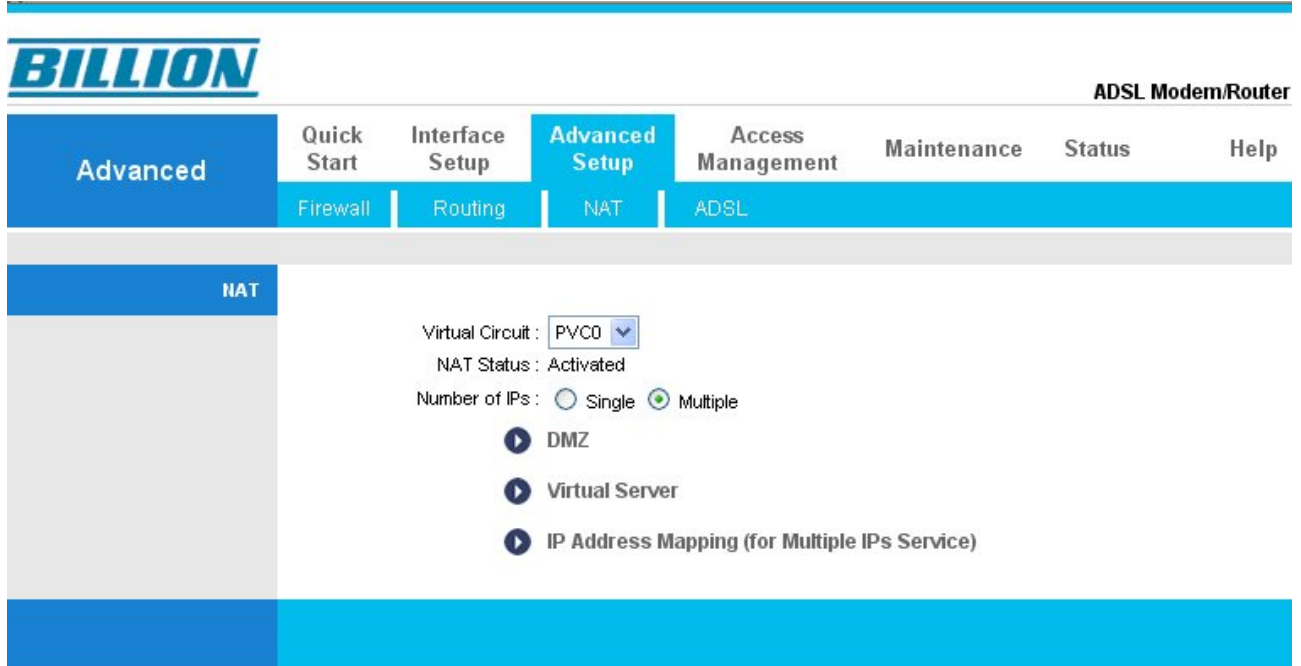 BILLION
ADSL Modem/Router
Advanced
Quick Start
Interface Setup
Advanced Setup
Access Management
Maintenance
Status
Help
Firewall
Routing
NAT
ADSL
NAT
Virtual Circuit : PVC0
NAT Status : Activated
Number of IPs : Single Multiple
DMZ
Virtual Server
IP Address Mapping (for Multiple IPs Service)